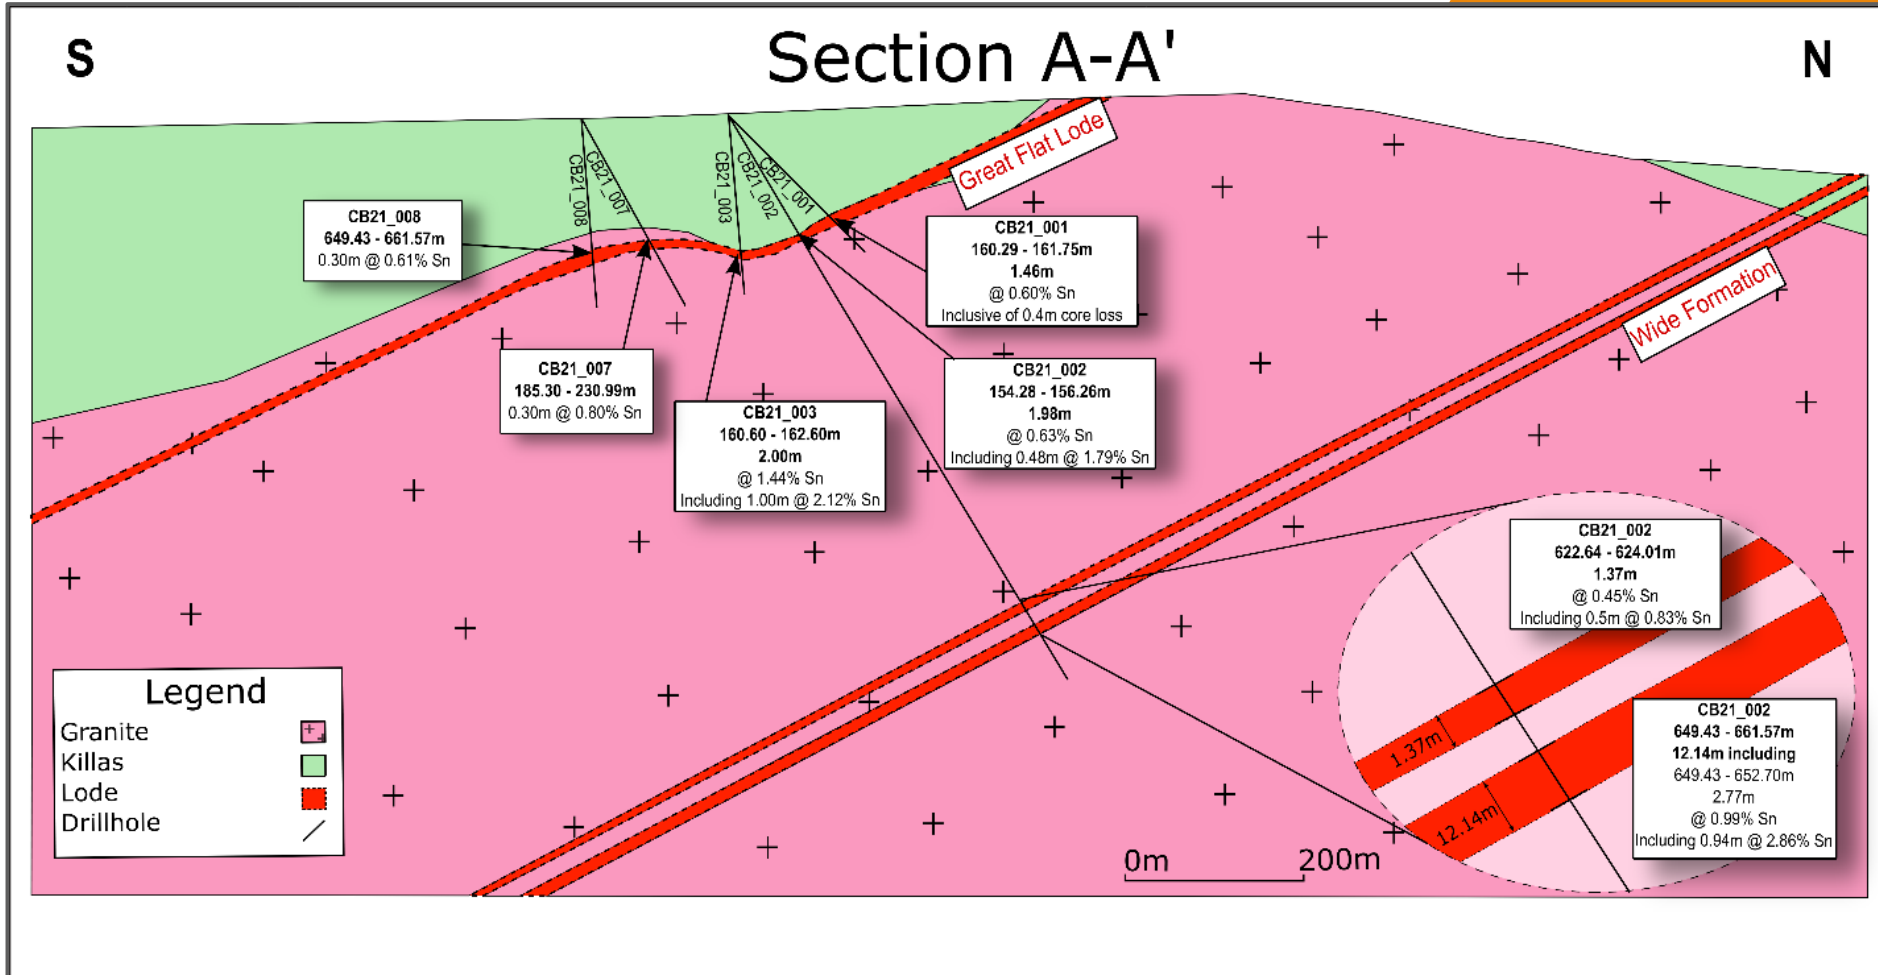 S
Section A-A'
N
Great Flat Lode
CB21_008
CB21_007
CB21_003
CB21_002
CB21_001
CB21_008
649.43 - 661.57m
0.30m @ 0.61% Sn
CB21_001
160.29 - 161.75m
1.46m
@ 0.60% Sn
Inclusive of 0.4m core loss
Wide Formation
CB21_007
185.30 - 230.99m
0.30m @ 0.80% Sn
CB21_003
160.60 - 162.60m
2.00m
@ 1.44% Sn
Including 1.00m @ 2.12% Sn
CB21_002
154.28 - 156.26m
1.98m
@ 0.63% Sn
Including 0.48m @ 1.79% Sn
CB21_002
622.64 - 624.01m
1.37m
@ 0.45% Sn
Including 0.5m @ 0.83% Sn
1.37m
12.14m
CB21_002
649.43 - 661.57m
12.14m including
649.43 - 652.70m
2.77m
@ 0.99% Sn
Including 0.94m @ 2.86% Sn
Legend
Granite
Killas
Lode
Drillhole
0m
200m